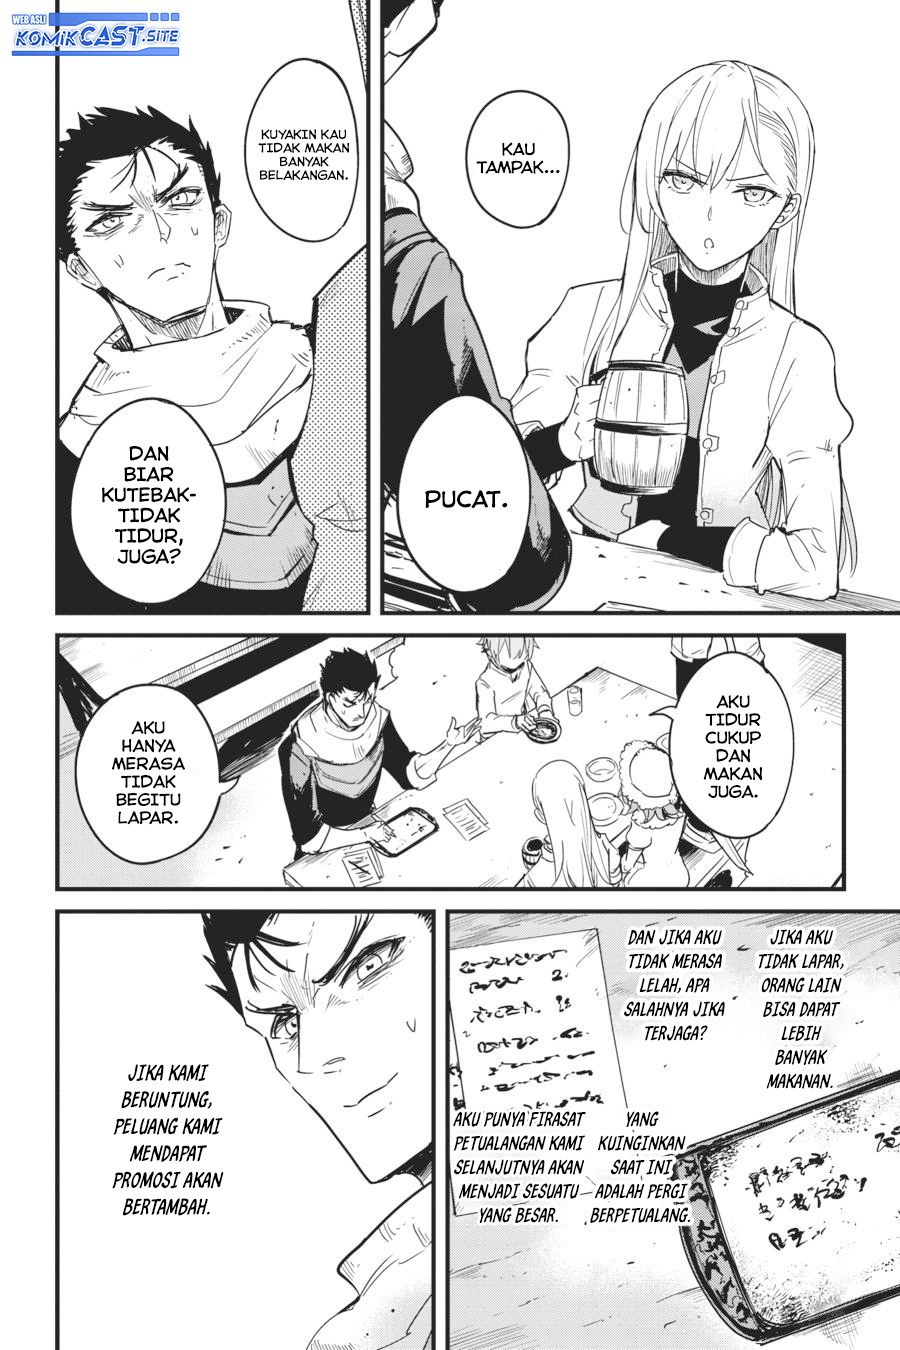 WEB ASLI
KOMIKCAST.SITE
KAU
TAMPAK...
PUCAT.
KUYAKIN KAU
TIDAK MAKAN
BANYAK
BELAKANGAN.
DAN
BIAR
KUTEBAK-
TIDAK
TIDUR,
JUGA?
AKU
TIDUR
CUKUP
DAN
MAKAN
JUGA.
AKU
HANYA
MERASA
TIDAK
BEGITU
LAPAR.
JIKA AKU
TIDAK LAPAR,
ORANG LAIN
BISA DAPAT
LEBIH
BANYAK
MAKANAN.
DAN JIKA AKU
TIDAK MERASA
LELAH, APA
SALAHNYA JIKA
TERJAGA?
YANG
KUINGINKAN
SAAT INI
ADALAH PERGI
BERPETUALANG.
AKU PUNYA FIRASAT
PETUALANGAN KAMI
SELANJUTNYA AKAN
MENJADI SESUATU
YANG BESAR.
JIKA KAMI
BERUNTUNG,
PELUANG KAMI
MENDAPAT
PROMOSI AKAN
BERTAMBAH.